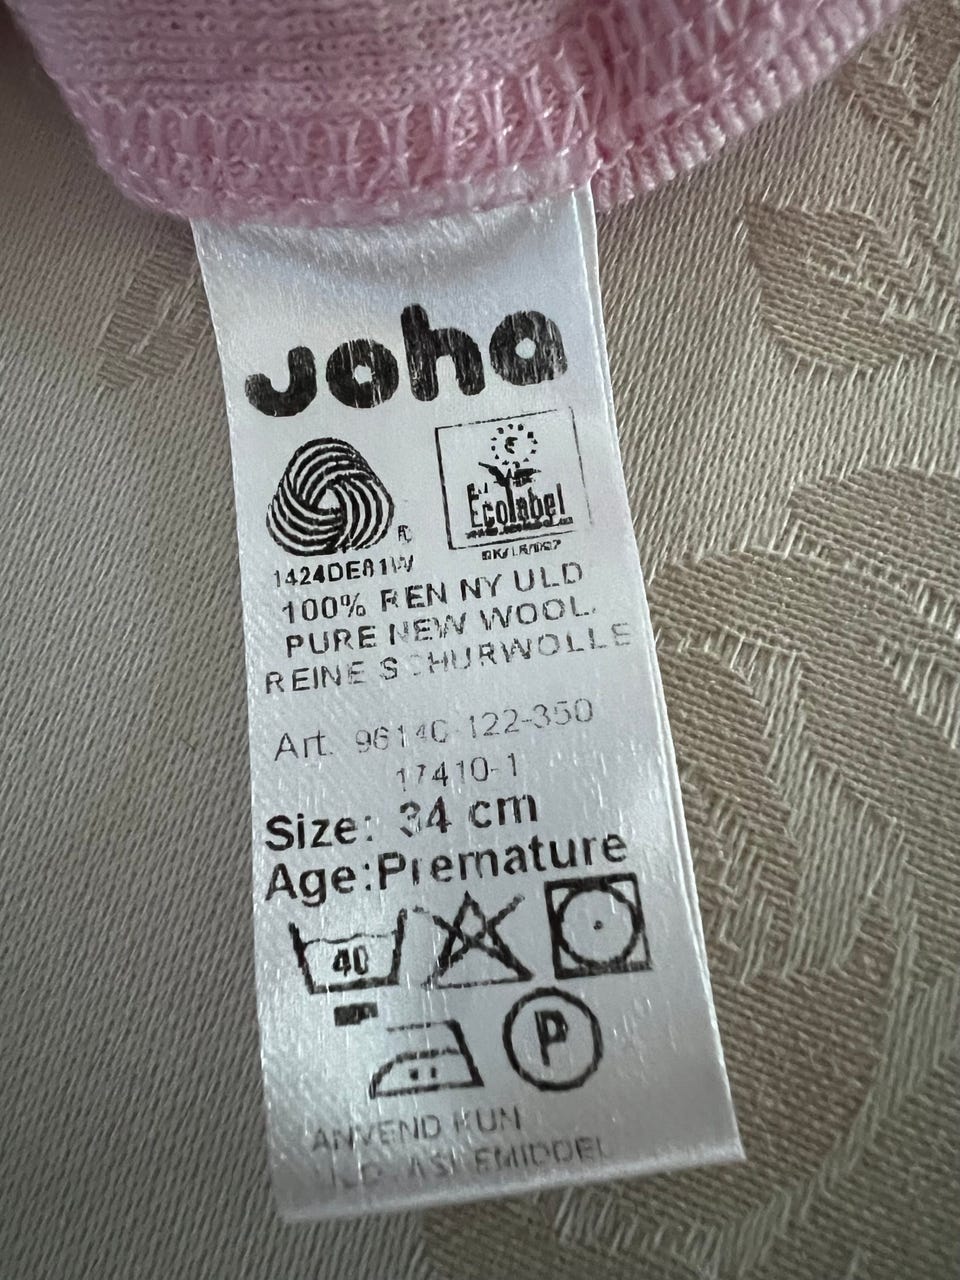 joha
Ecolabel
1424DE81W
100% REN NY ULD
PURE NEW WOOL
REINE SCHURWOLLE
Art. 96140-122-350
17410-1
Size: 34 cm
Age:Premature
40
P
ANVEND KUN